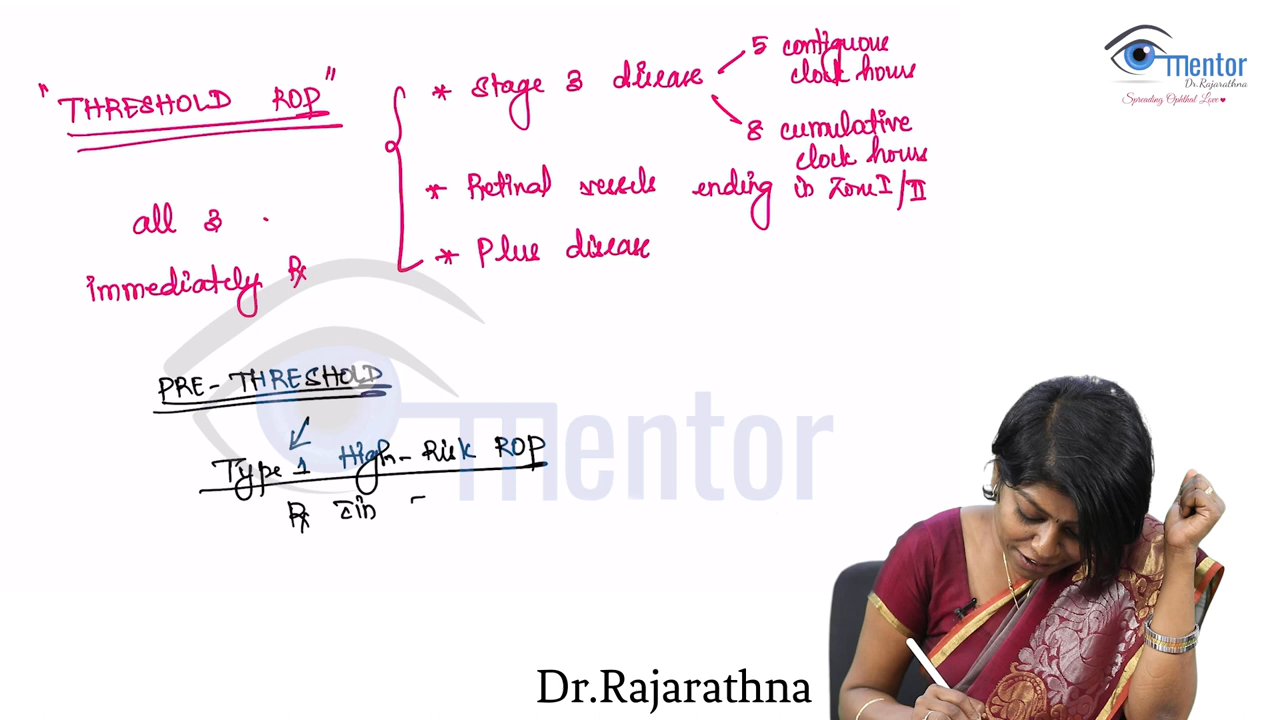 "THRESHOLD ROP"
all 3
immediately Rx
* Stage 3 disease
5 contiguous
clock hours
8 cumulative
clock hours
* Retinal vessels ending in Zone I/II
* Plus disease
PRE-THRESHOLD
Type 1 High-Risk ROP
Rx
mentor
Dr.Rajarathna
Spreading Ophthal Love
mentor
Dr.Rajarathna